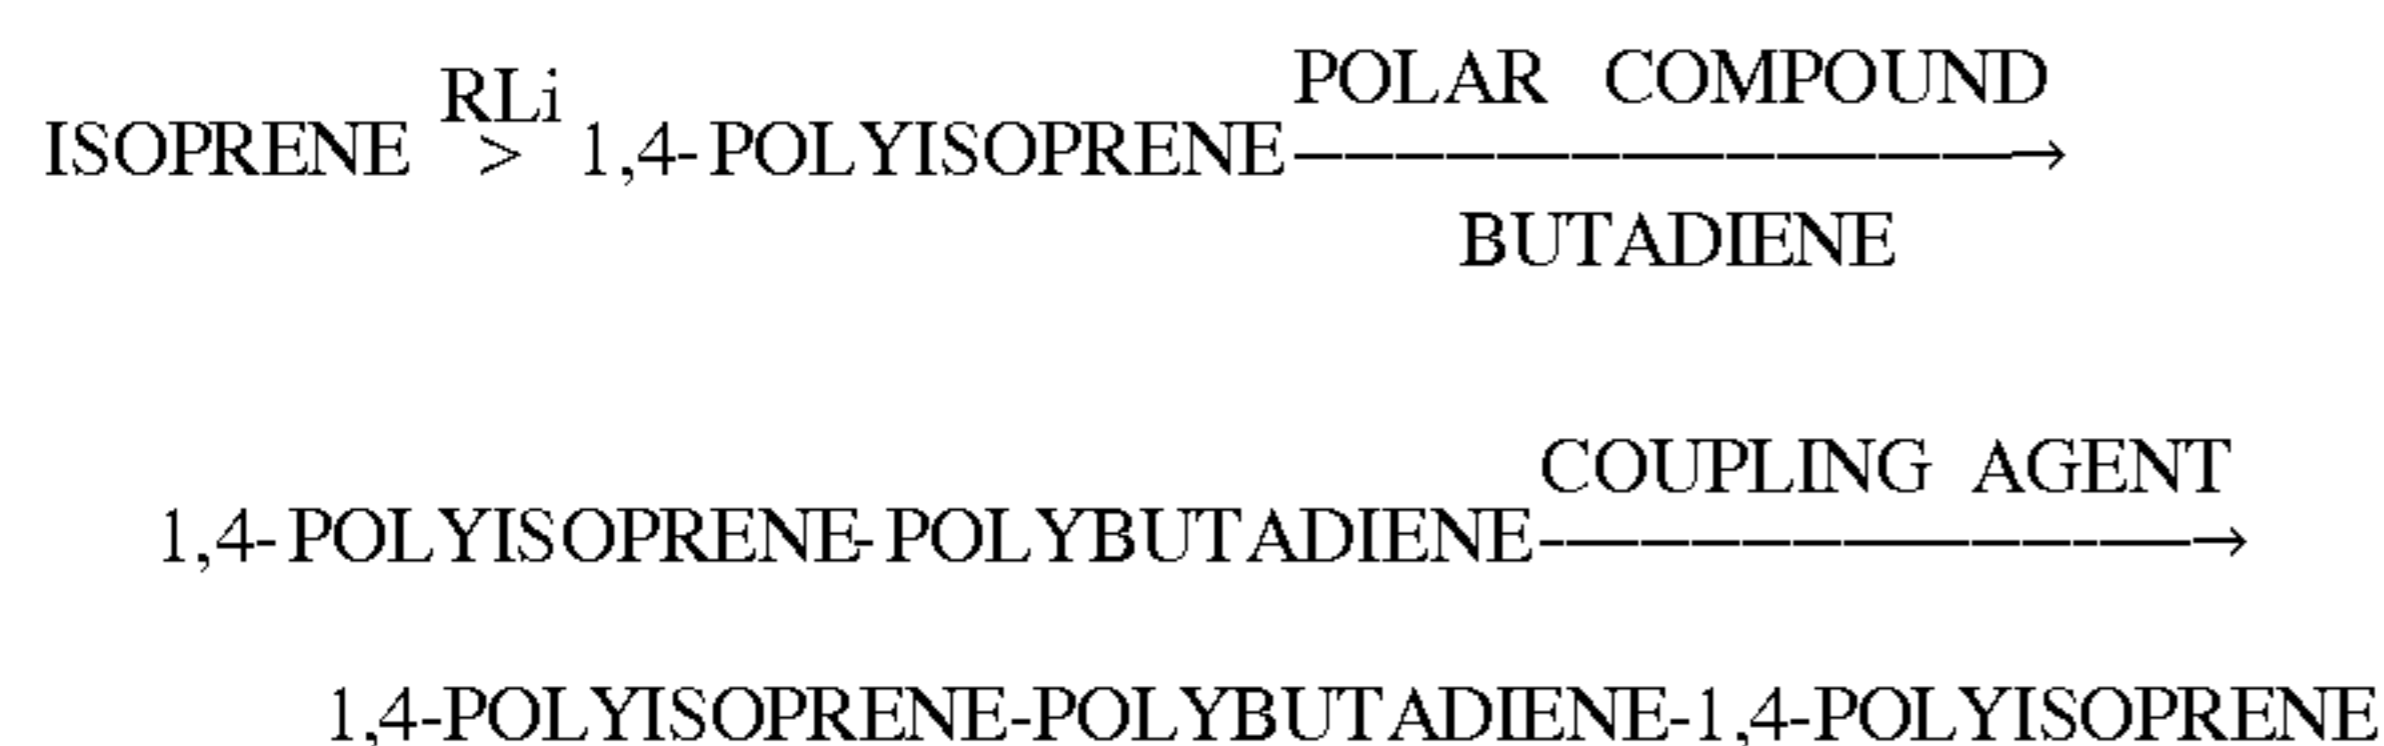 RLi POLAR COMPOUND
ISOPRENE > 1,4-POLYISOPRENE ————————→
BUTADIENE
COUPLING AGENT
1,4-POLYISOPRENE-POLYBUTADIENE ————————→
1,4-POLYISOPRENE-POLYBUTADIENE-1,4-POLYISOPRENE